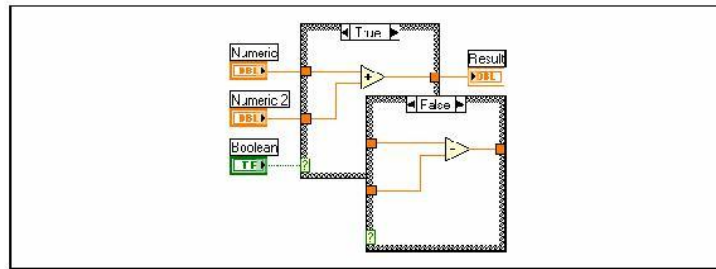 True
Numeric
DBL
+
Result
DBL
Numeric 2
DBL
False
Boolean
TF
?
-
?